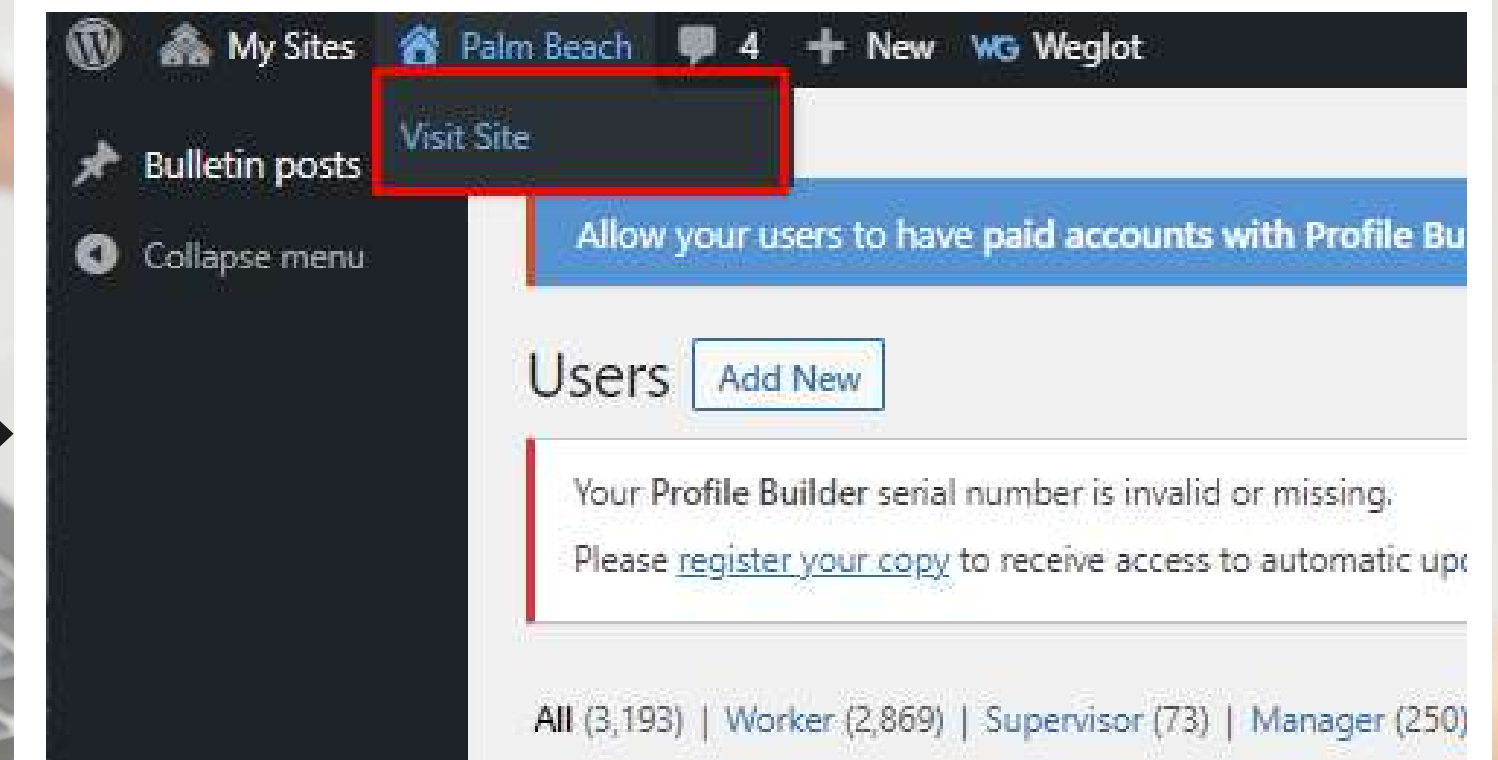 My Sites Palm Beach 4 New WG Weglot
Visit Site
Bulletin posts
Collapse menu
Allow your users to have paid accounts with Profile Bu
Users Add New
Your Profile Builder serial number is invalid or missing.
Please register your copy to receive access to automatic upd
All (3,193) | Worker (2,869) | Supervisor (73) | Manager (250)